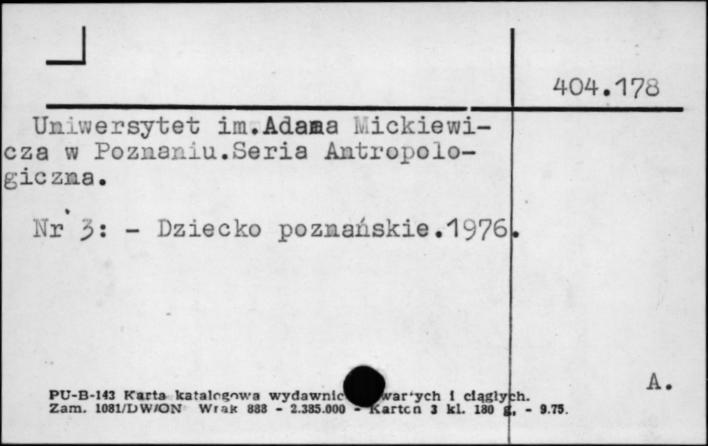 404.178
Uniwersytet im.Adama Mickiewi-
cza w Poznaniu.Seria Antropolo-
giczna.
Nr 3: - Dziecko poznańskie.1976.
A.
PU-B-143 Karta katalogowa wydawnic ych i ciągłych.
Zam. 1081/DW/ON Wrak 888 - 2.385.000 - Karton 3 kl. 180 g. - 9.75.